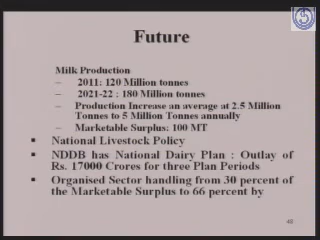 Future
Milk Production
– 2011: 120 Million tonnes
– 2021-22 : 180 Million tonnes
– Production Increase an average at 2.5 Million
Tonnes to 5 Million Tonnes annually
– Marketable Surplus: 100 MT
▪ National Livestock Policy
▪ NDDB has National Dairy Plan : Outlay of
Rs. 17000 Crores for three Plan Periods
▪ Organised Sector handling from 30 percent of
the Marketable Surplus to 66 percent by